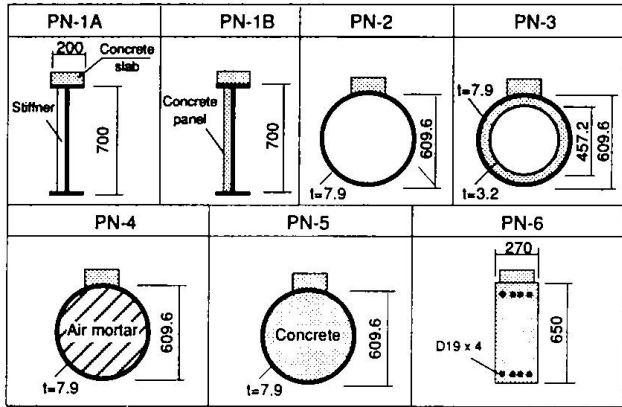 PN-1A
PN-1B
PN-2
PN-3
200
Concrete
slab
Stiffner
700
Concrete
panel
700
609.6
t=7.9
t=7.9
457.2
609.6
t=3.2
PN-4
PN-5
PN-6
Air mortar
609.6
t=7.9
Concrete
609.6
t=7.9
270
650
D19 x 4